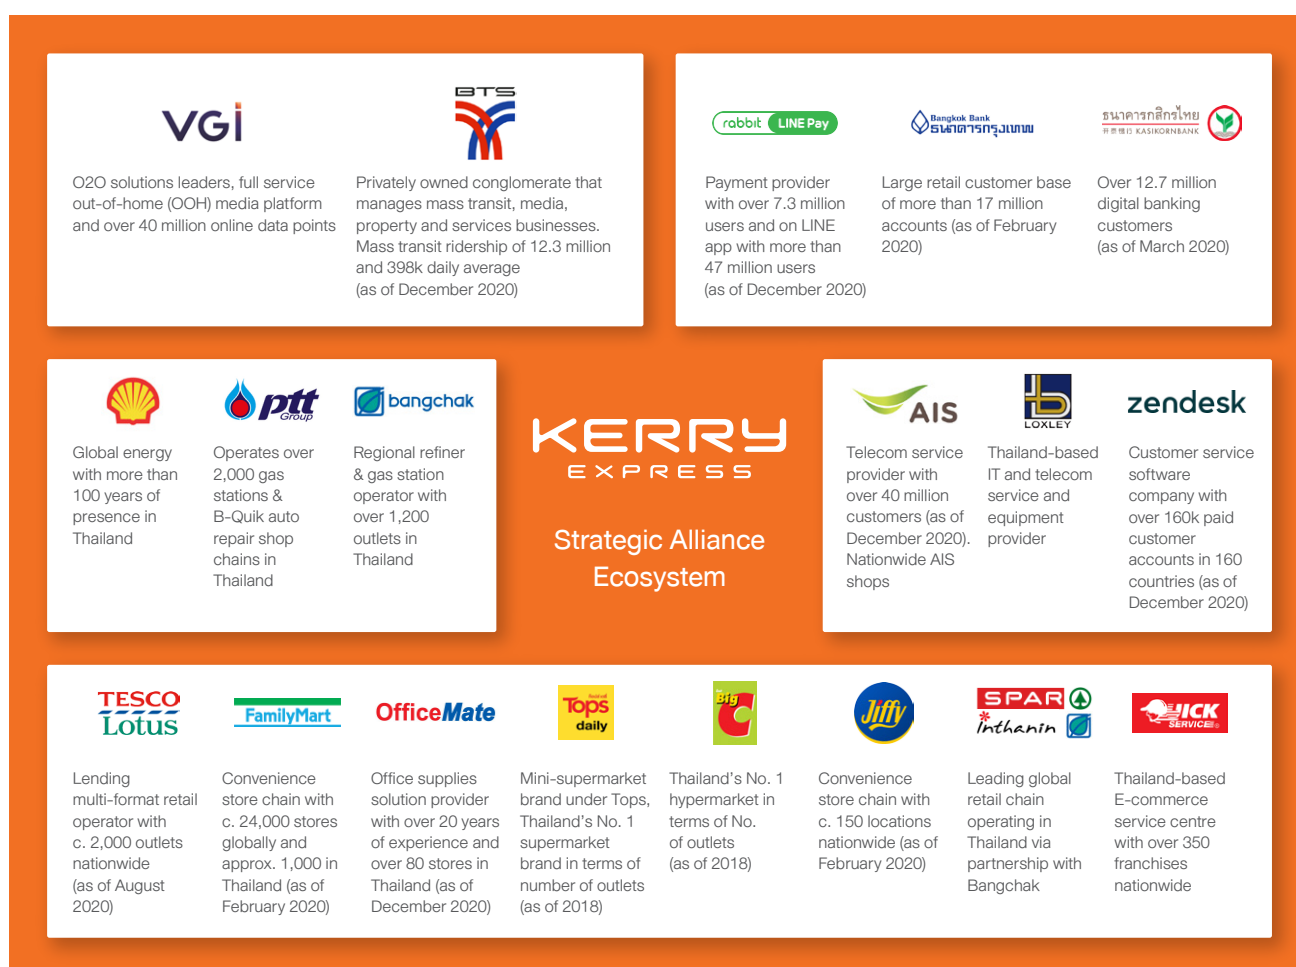 VGI
O2O solutions leaders, full service
out-of-home (OOH) media platform
and over 40 million online data points
BTS
Privately owned conglomerate that
manages mass transit, media,
property and services businesses.
Mass transit ridership of 12.3 million
and 398k daily average
(as of December 2020)
rabbit LINE Pay
Payment provider
with over 7.3 million
users and on LINE
app with more than
47 million users
(as of December 2020)
Bangkok Bank
ธนาคารกรุงเทพ
Large retail customer base
of more than 17 million
accounts (as of February
2020)
ธนาคารกสิกรไทย
开泰银行 KASIKORNBANK
Over 12.7 million
digital banking
customers
(as of March 2020)
Global energy
with more than
100 years of
presence in
Thailand
ptt
Group
Operates over
2,000 gas
stations &
B-Quik auto
repair shop
chains in
Thailand
bangchak
Regional refiner
& gas station
operator with
over 1,200
outlets in
Thailand
KERRY
EXPRESS
Strategic Alliance
Ecosystem
AIS
Telecom service
provider with
over 40 million
customers (as of
December 2020).
Nationwide AIS
shops
LOXLEY
Thailand-based
IT and telecom
service and
equipment
provider
zendesk
Customer service
software
company with
over 160k paid
customer
accounts in 160
countries (as of
December 2020)
TESCO
Lotus
Lending
multi-format retail
operator with
c. 2,000 outlets
nationwide
(as of August
2020)
FamilyMart
Convenience
store chain with
c. 24,000 stores
globally and
approx. 1,000 in
Thailand (as of
February 2020)
OfficeMate
Office supplies
solution provider
with over 20 years
of experience and
over 80 stores in
Thailand (as of
December 2020)
Tops
daily
Mini-supermarket
brand under Tops,
Thailand's No. 1
supermarket
brand in terms of
number of outlets
(as of 2018)
Big C
Thailand's No. 1
hypermarket in
terms of No.
of outlets
(as of 2018)
Jiffy
Convenience
store chain with
c. 150 locations
nationwide (as of
February 2020)
SPAR
inthanin
Leading global
retail chain
operating in
Thailand via
partnership with
Bangchak
QUICK
SERVICE
Thailand-based
E-commerce
service centre
with over 350
franchises
nationwide